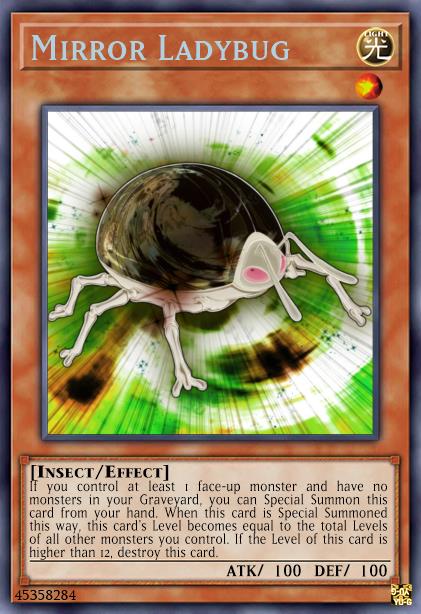 MIRROR LADYBUG
LIGHT
光
[INSECT/EFFECT]
If you control at least 1 face-up monster and have no
monsters in your Graveyard, you can Special Summon this
card from your hand. When this card is Special Summoned
this way, this card's Level becomes equal to the total Levels
of all other monsters you control. If the Level of this card is
higher than 12, destroy this card.
ATK/ 100 DEF/ 100
45358284